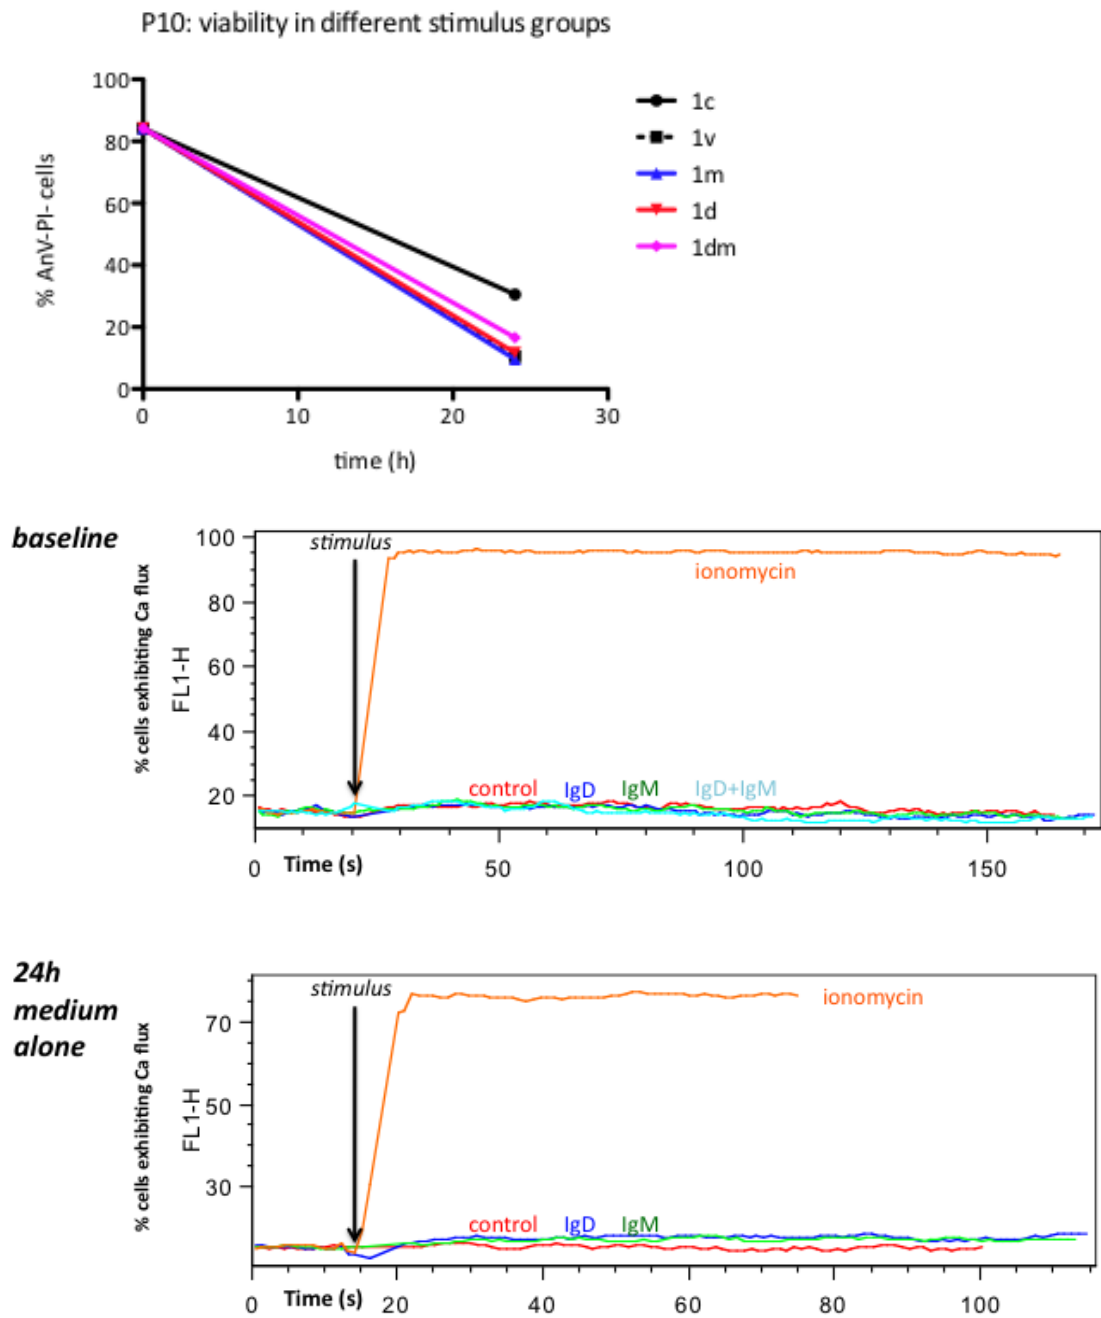 P10: viability in different stimulus groups
100
80
60
40
20
0
% AnV-PI- cells
0 10 20 30
time (h)
1c
1v
1m
1d
1dm
baseline
% cells exhibiting Ca flux
FL1-H
100
80
60
40
20
stimulus
ionomycin
control IgD IgM IgD+IgM
0 Time (s) 50 100 150
24h
medium
alone
% cells exhibiting Ca flux
FL1-H
70
50
30
stimulus
ionomycin
control IgD IgM
0 Time (s) 20 40 60 80 100